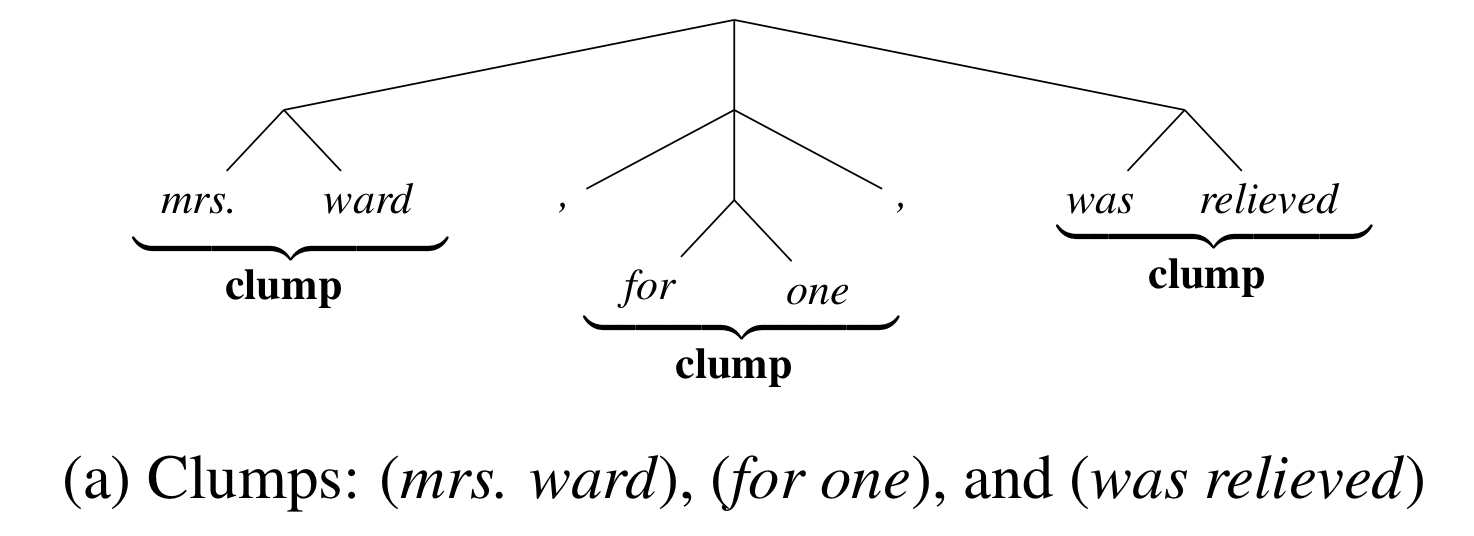 mrs. ward , , was relieved
clump for one clump
clump
(a) Clumps: (mrs. ward), (for one), and (was relieved)